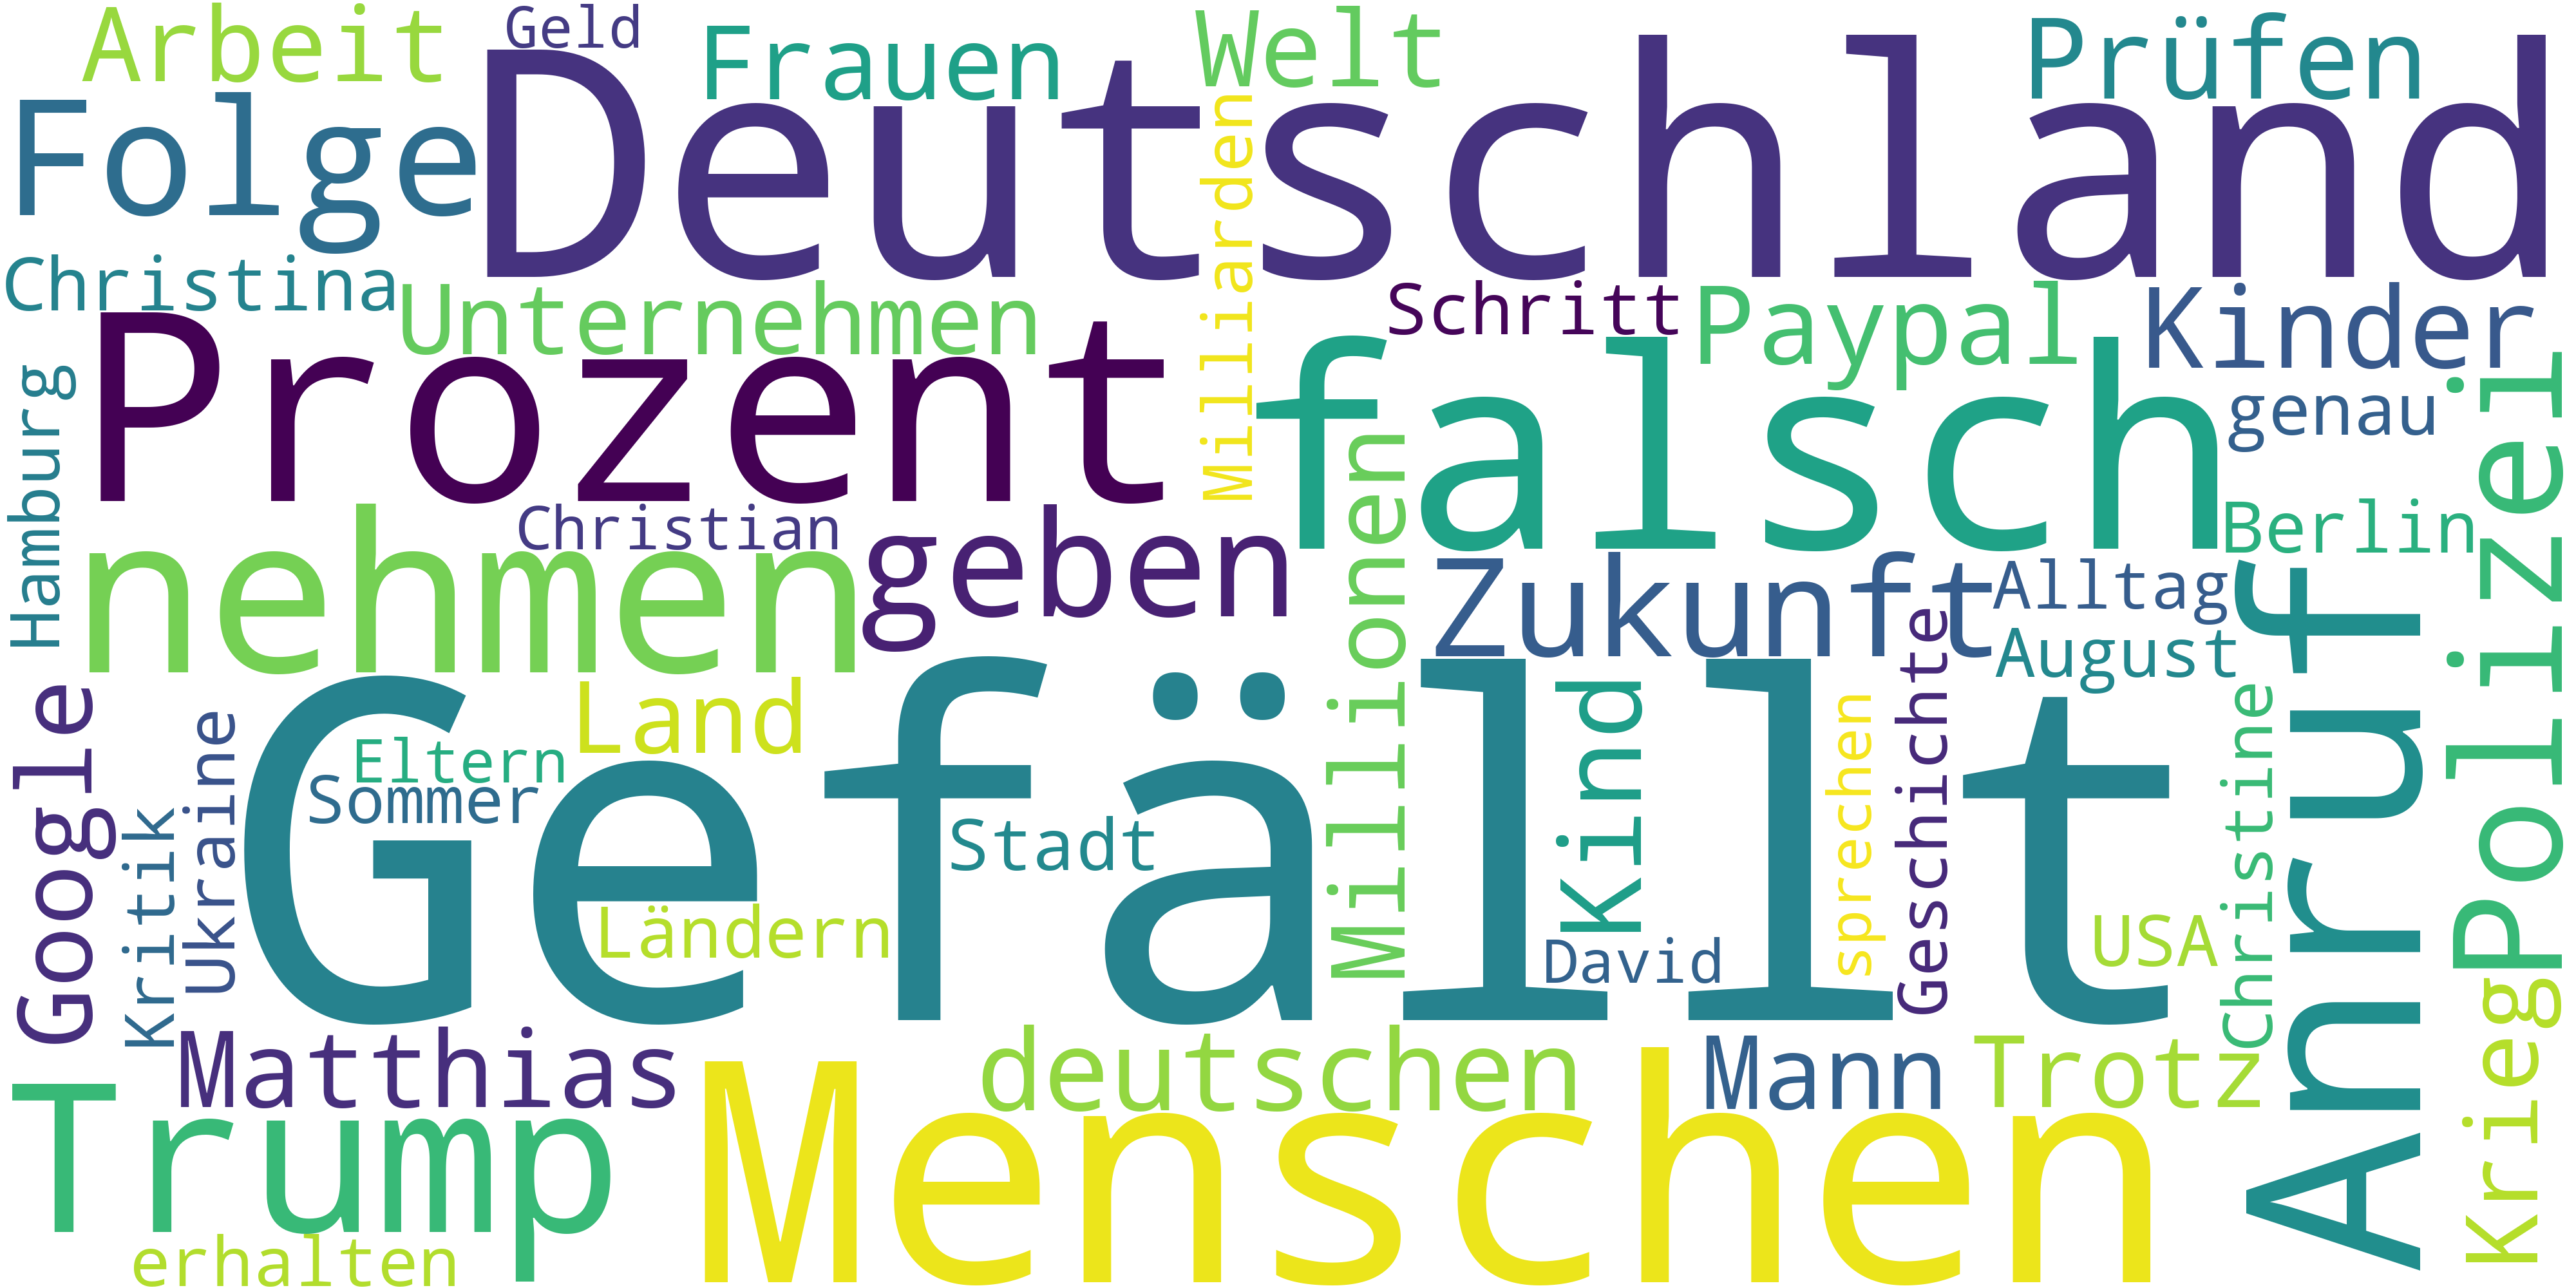 Arbeit
Geld
Frauen
Welt
Prüfen
Folge
Deutschland
Milliarden
Christina
Unternehmen
Schritt
Paypal
Kinder
Prozent
falsch
genau
Polizei
Hamburg
Christian
Millionen
Berlin
nehmen
geben
Zukunft
Alltag
August
Anruf
Google
Ukraine
Land
Gefällt
Kind
sprechen
Geschichte
Christine
Eltern
Sommer
Kritik
Stadt
Ländern
David
USA
Krieg
Matthias
deutschen
Mann
Trotz
Trump
Menschen
erhalten